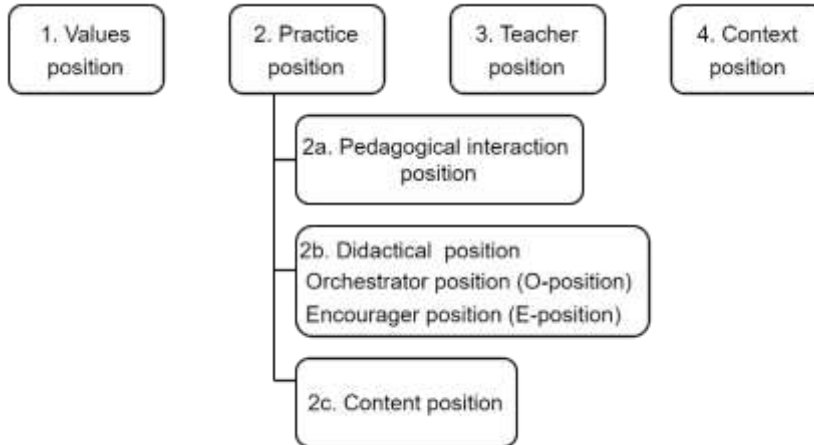 1. Values
position
2. Practice
position
3. Teacher
position
4. Context
position
2a. Pedagogical interaction
position
2b. Didactical position
Orchestrator position (O-position)
Encourager position (E-position)
2c. Content position